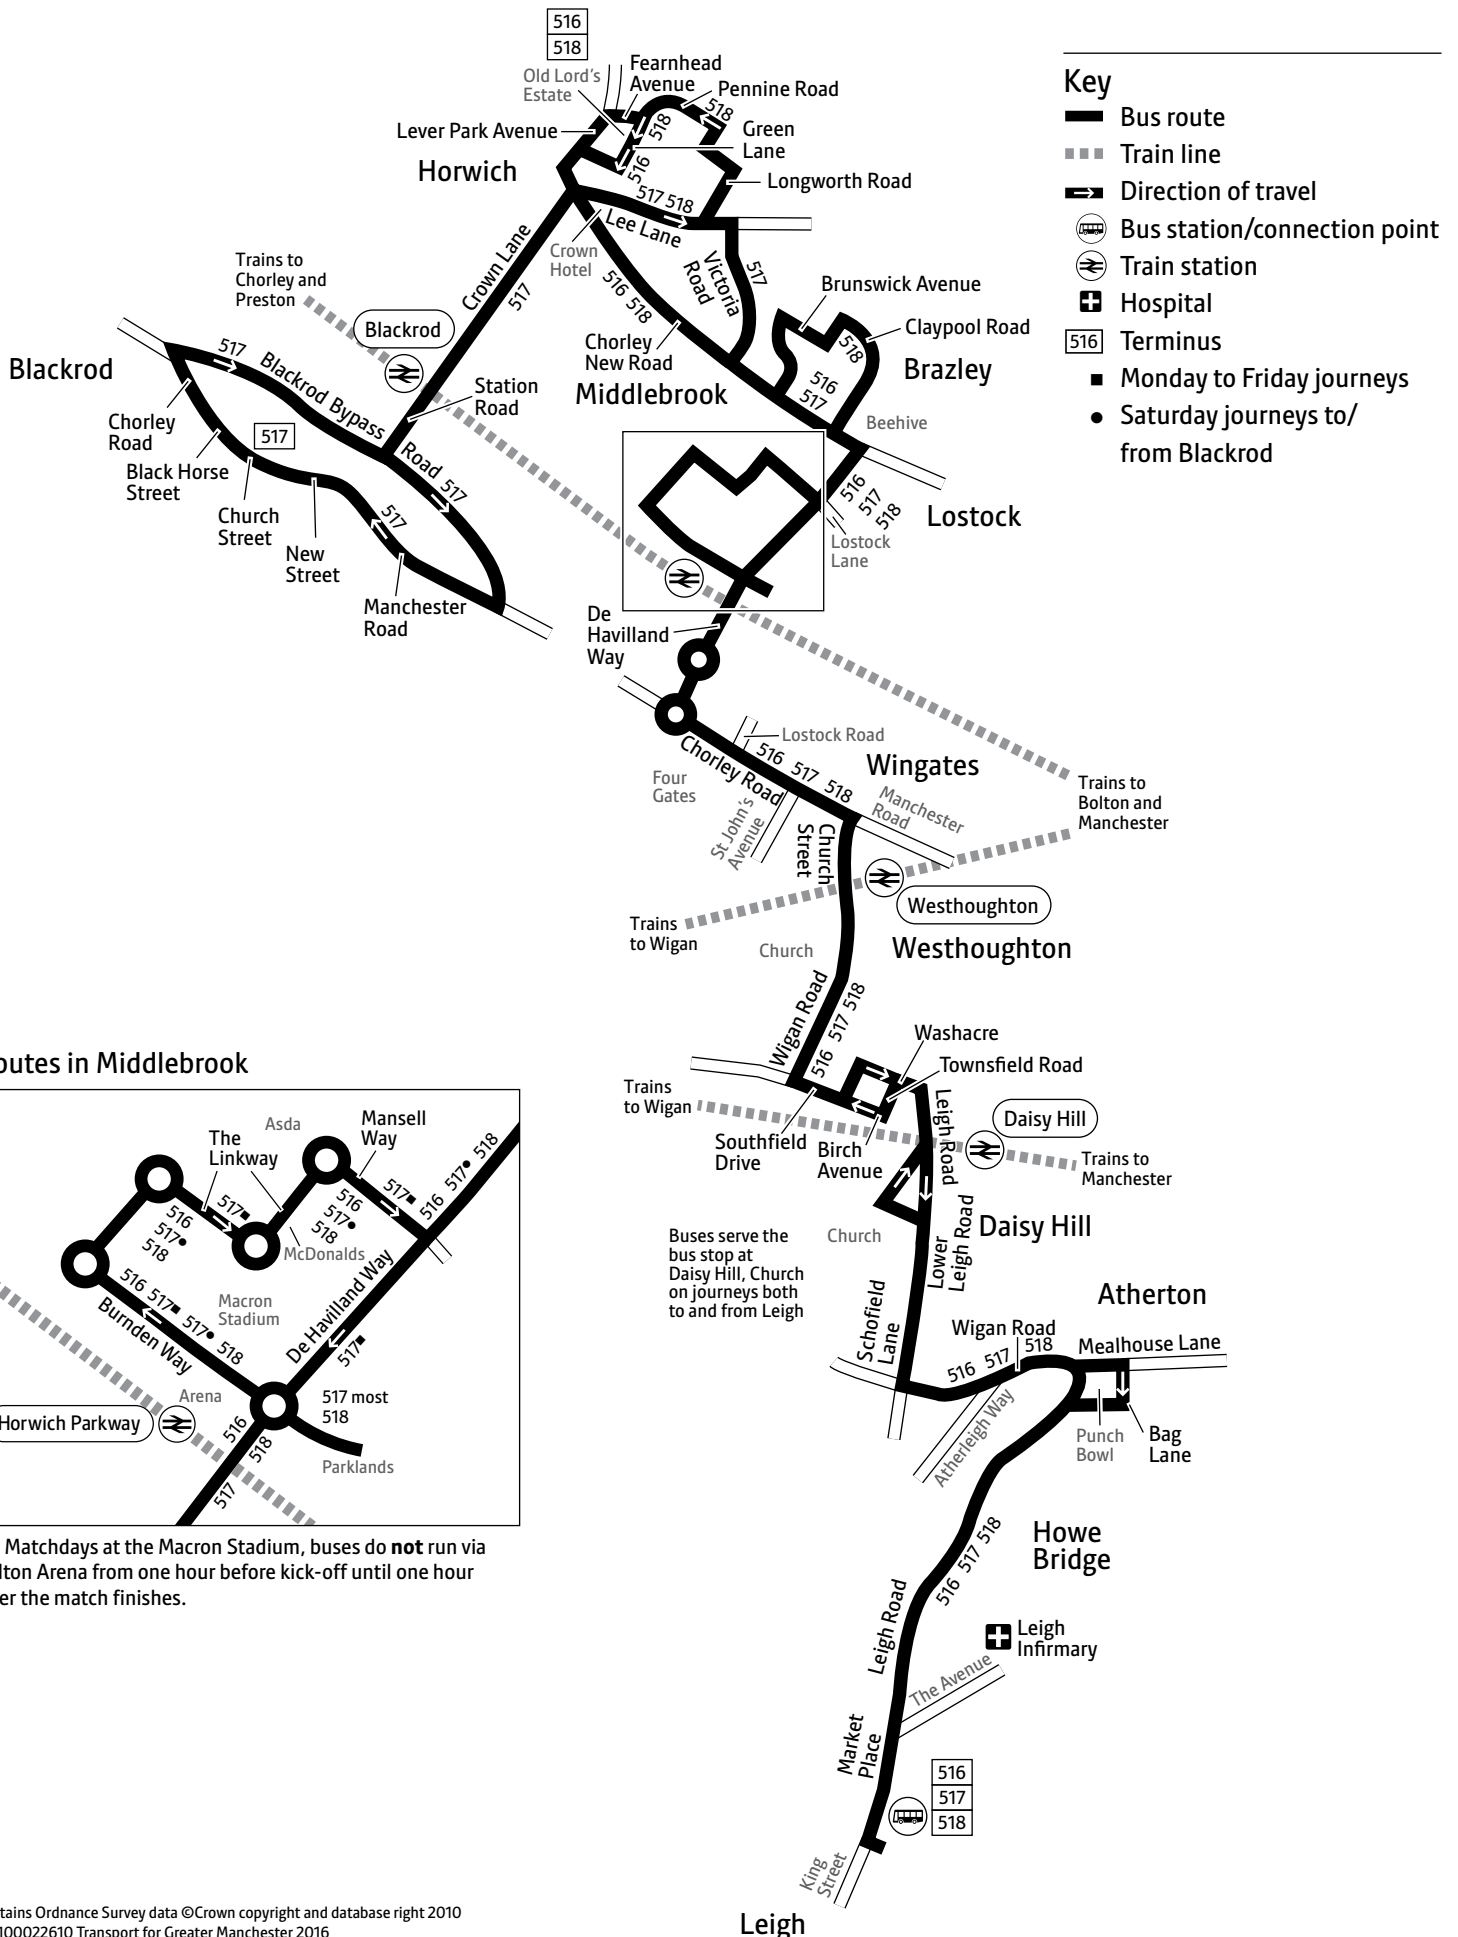 516
518
Old Lord's
Estate
Fearnhead
Avenue
Pennine Road
518
518
Green
Lane
Lever Park Avenue
Horwich
516
Longworth Road
517 518
Lee Lane
Crown
Hotel
Crown Lane
517
Victoria
Road
517
516 518
Chorley
New Road
Brunswick Avenue
Claypool Road
518
Brazley
516
517
Middlebrook
Beehive
Trains to
Chorley and
Preston
Blackrod
Blackrod
517
Blackrod Bypass
Road
517
Station
Road
Chorley
Road
517
Black Horse
Street
Church
Street
New
Street
517
Manchester
Road
516
517
518
Lostock
Lostock
Lane
De
Havilland
Way
Lostock Road
Chorley Road
516 517 518
Wingates
Four
Gates
St John's
Avenue
Manchester
Road
Church
Street
Trains to
Bolton and
Manchester
Westhoughton
Trains
to Wigan
Westhoughton
Church
Wigan Road
516 517 518
Washacre
Townsfield Road
Trains
to Wigan
Southfield
Drive
Birch
Avenue
Leigh Road
Daisy Hill
Trains to
Manchester
Daisy Hill
Buses serve the
bus stop at
Daisy Hill, Church
on journeys both
to and from Leigh
Church
Lower
Leigh Road
Schofield
Lane
Atherton
Wigan Road
516 517 518
Mealhouse Lane
Atherleigh Way
Punch
Bowl
Bag
Lane
Howe
Bridge
516 517 518
Leigh Road
Leigh
Infirmary
The Avenue
Market
Place
516
517
518
King
Street
Leigh
Key
Bus route
Train line
Direction of travel
Bus station/connection point
Train station
Hospital
516 Terminus
Monday to Friday journeys
Saturday journeys to/
from Blackrod
outes in Middlebrook
Asda
The
Linkway
Mansell
Way
517
516
517
518
516
517
518
517
516 517 518
McDonalds
516 517 517 518
Burnden Way
Macron
Stadium
De Havilland Way
517
Arena
Horwich Parkway
517 most
518
516
518
517
Parklands
Matchdays at the Macron Stadium, buses do not run via
lton Arena from one hour before kick-off until one hour
er the match finishes.
tains Ordnance Survey data ©Crown copyright and database right 2010
100022610 Transport for Greater Manchester 2016